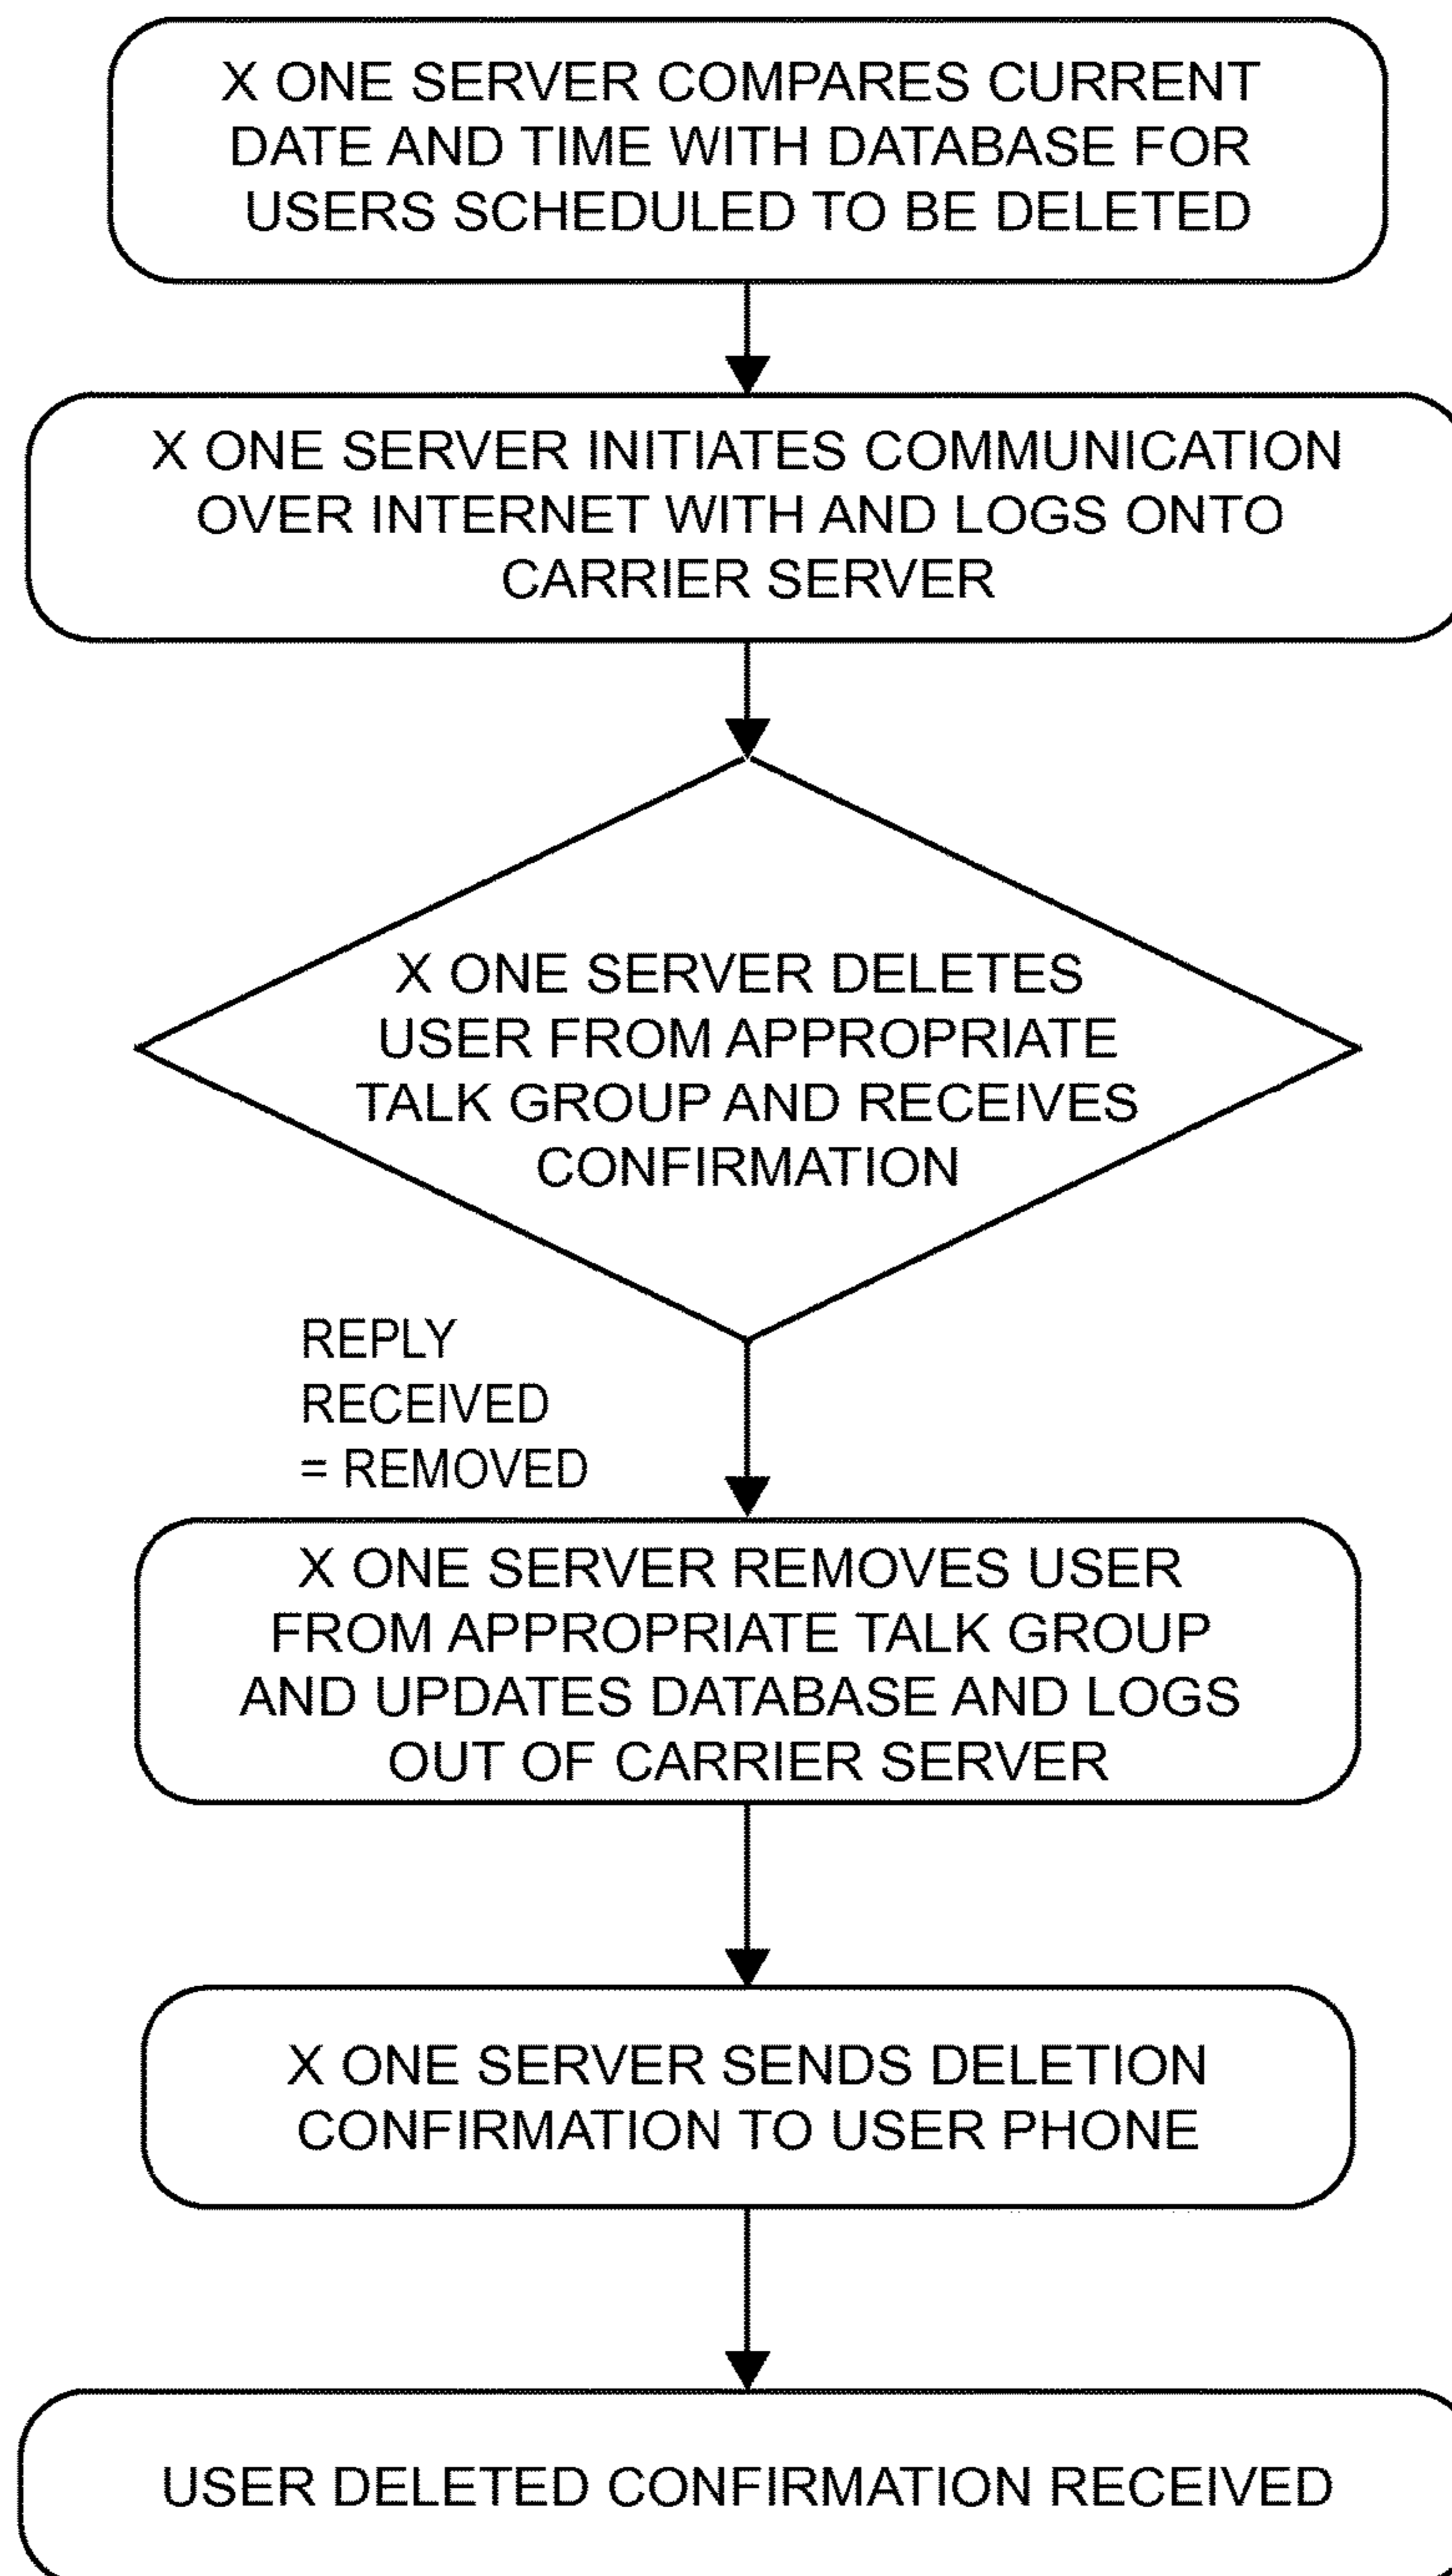 X ONE SERVER COMPARES CURRENT
DATE AND TIME WITH DATABASE FOR
USERS SCHEDULED TO BE DELETED
X ONE SERVER INITIATES COMMUNICATION
OVER INTERNET WITH AND LOGS ONTO
CARRIER SERVER
X ONE SERVER DELETES
USER FROM APPROPRIATE
TALK GROUP AND RECEIVES
CONFIRMATION
REPLY
RECEIVED
= REMOVED
X ONE SERVER REMOVES USER
FROM APPROPRIATE TALK GROUP
AND UPDATES DATABASE AND LOGS
OUT OF CARRIER SERVER
X ONE SERVER SENDS DELETION
CONFIRMATION TO USER PHONE
USER DELETED CONFIRMATION RECEIVED